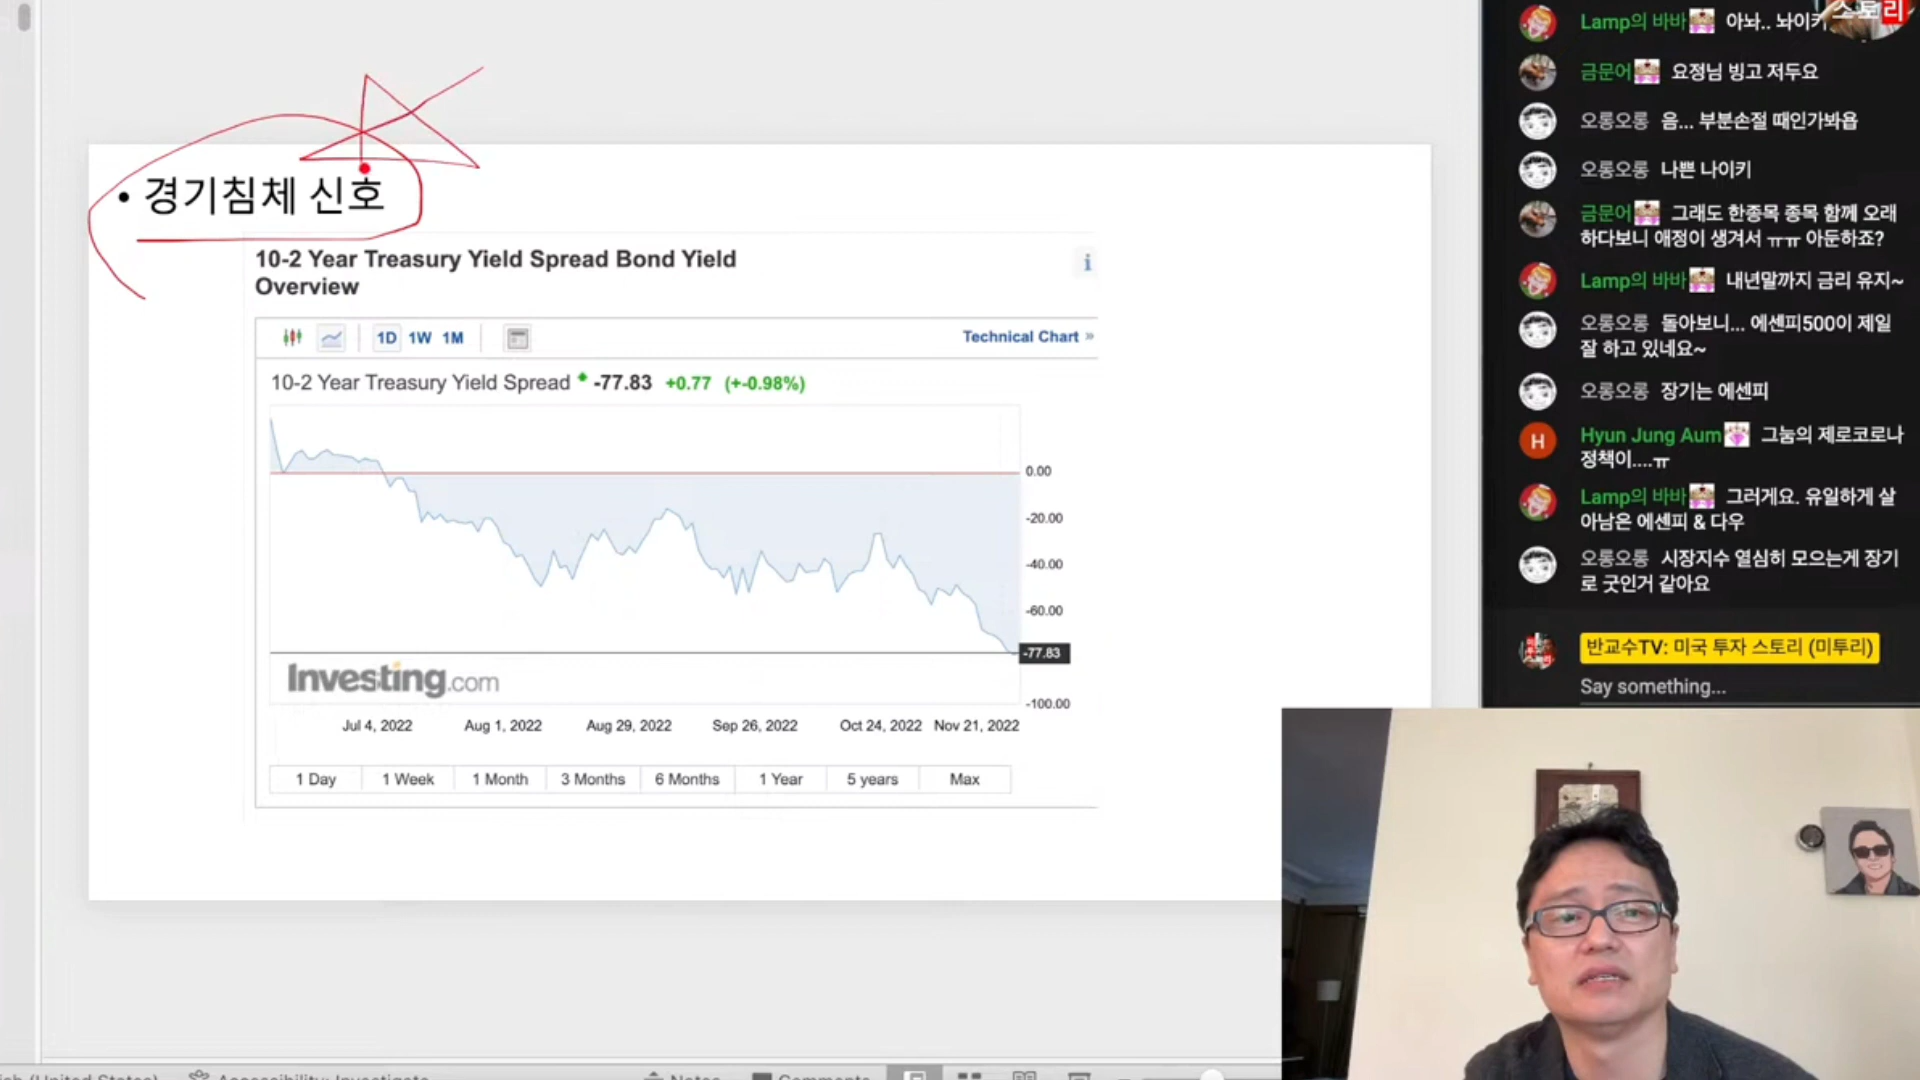 • 경기침체 신호
10-2 Year Treasury Yield Spread Bond Yield
Overview
i
1D 1W 1M
Technical Chart »
10-2 Year Treasury Yield Spread -77.83 +0.77 (+-0.98%)
0.00
-20.00
-40.00
-60.00
-77.83
-100.00
Investing.com
Jul 4, 2022 Aug 1, 2022 Aug 29, 2022 Sep 26, 2022 Oct 24, 2022 Nov 21, 2022
1 Day 1 Week 1 Month 3 Months 6 Months 1 Year 5 years Max
스토리
Lamp의 바바 아놔..
금문어 요정님 빙고 저두요
오롱오롱 음... 부분손절 때인가봐욥
오롱오롱 나쁜 나이키
금문어 그래도 한종목 종목 함께 오래
하다보니 애정이 생겨서 ㅠㅠ 아둔하죠?
Lamp의 바바 내년말까지 금리 유지~
오롱오롱 돌아보니... 에센피500이 제일
잘 하고 있네요~
오롱오롱 장기는 에센피
H
Hyun Jung Aum 그눔의 제로코로나
정책이....ㅠ
Lamp의 바바 그러게요. 유일하게 살
아남은 에센피 & 다우
오롱오롱 시장지수 열심히 모으는게 장기
로 굿인거 같아요
반교수TV: 미국 투자 스토리 (미투리)
Say something...
(United States)
Accessibility: Investigate
Notes
Comments